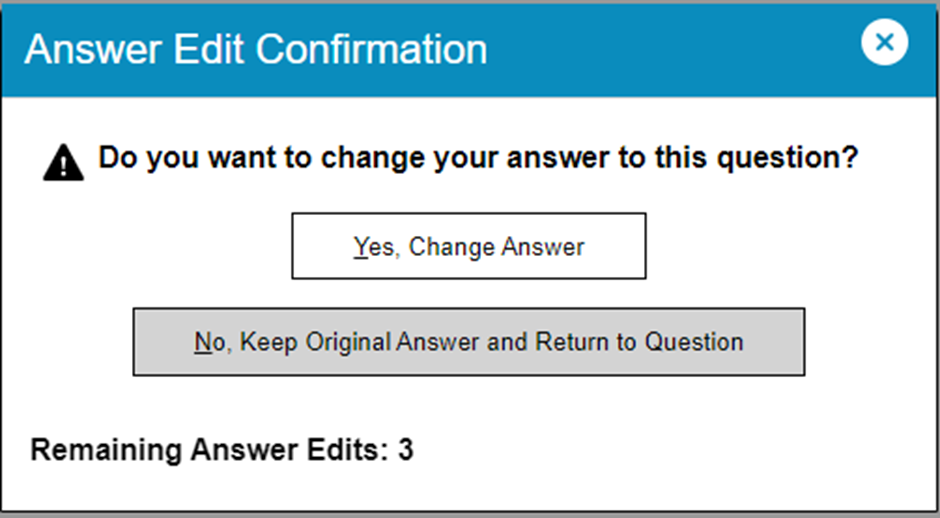 Answer Edit Confirmation
Do you want to change your answer to this question?
Yes, Change Answer
No, Keep Original Answer and Return to Question
Remaining Answer Edits: 3